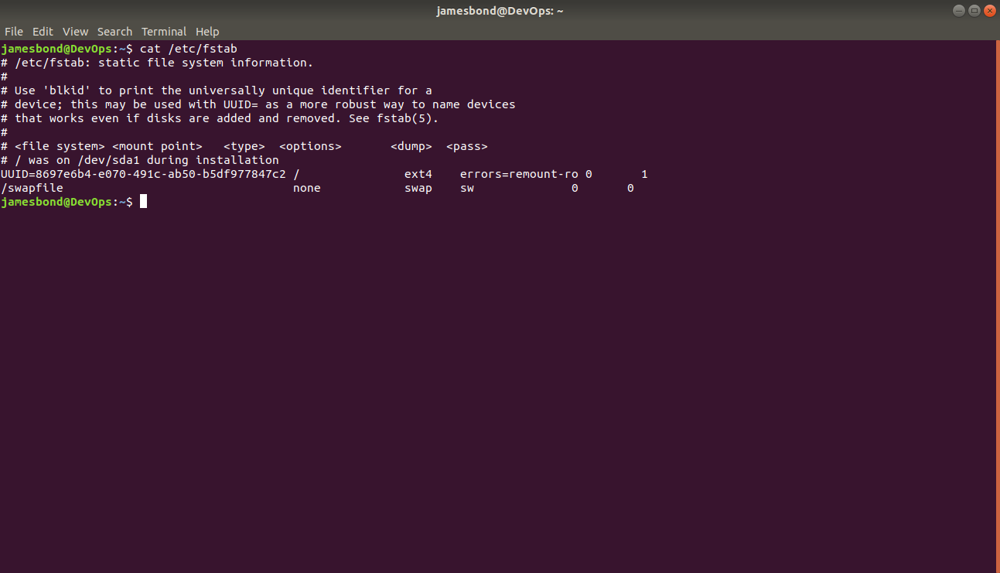 jamesbond@DevOps: ~
File Edit View Search Terminal Help
jamesbond@DevOps:~$ cat /etc/fstab
# /etc/fstab: static file system information.
#
# Use 'blkid' to print the universally unique identifier for a
# device; this may be used with UUID= as a more robust way to name devices
# that works even if disks are added and removed. See fstab(5).
#
# <file system> <mount point>   <type>  <options>       <dump>  <pass>
# / was on /dev/sda1 during installation
UUID=8697e6b4-e070-491c-ab50-b5df977847c2 /               ext4    errors=remount-ro 0       1
/swapfile                                 none            swap    sw              0       0
jamesbond@DevOps:~$